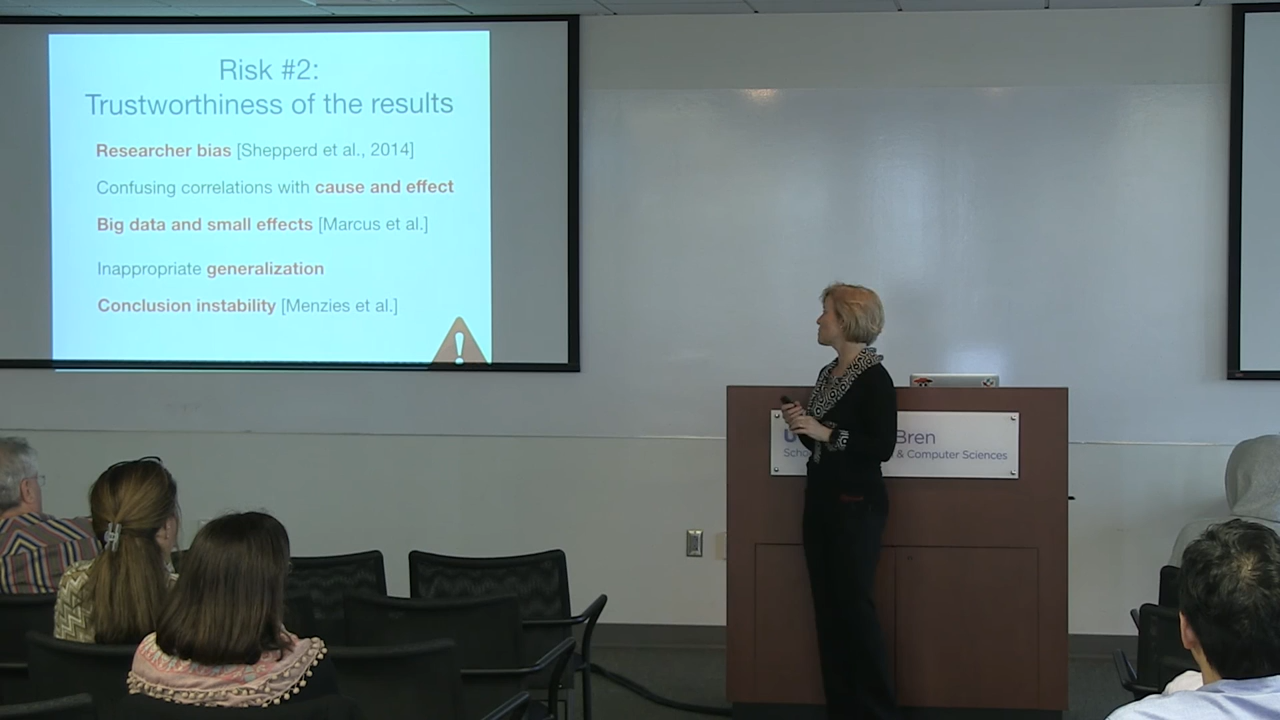 Risk #2:
Trustworthiness of the results
Researcher bias [Shepperd et al., 2014]
Confusing correlations with cause and effect
Big data and small effects [Marcus et al.]
Inappropriate generalization
Conclusion instability [Menzies et al.]
!
Bren
& Computer Sciences